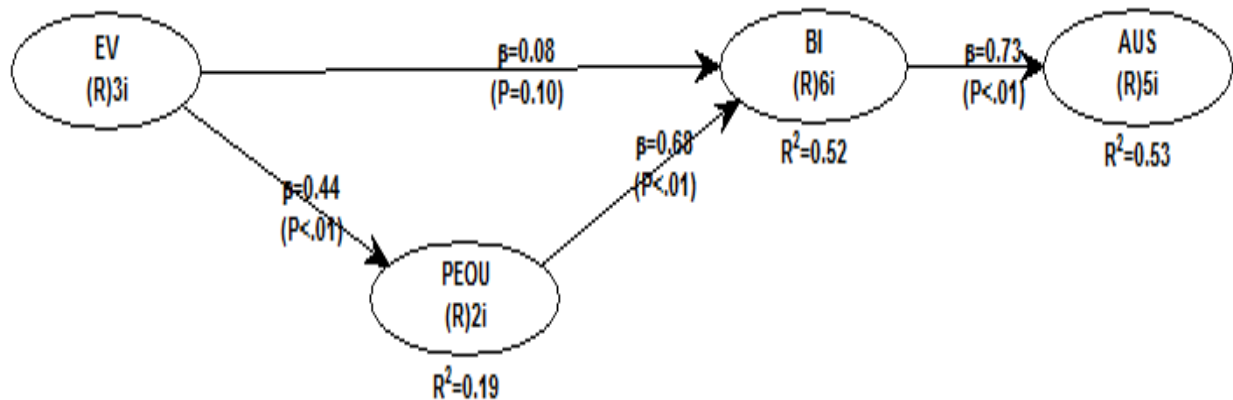 EV
(R)3i
β=0.08
(P=0.10)
BI
(R)6i
R²=0.52
β=0.73
(P<.01)
AUS
(R)5i
R²=0.53
β=0.44
(P<.01)
β=0.68
(P<.01)
PEOU
(R)2i
R²=0.19